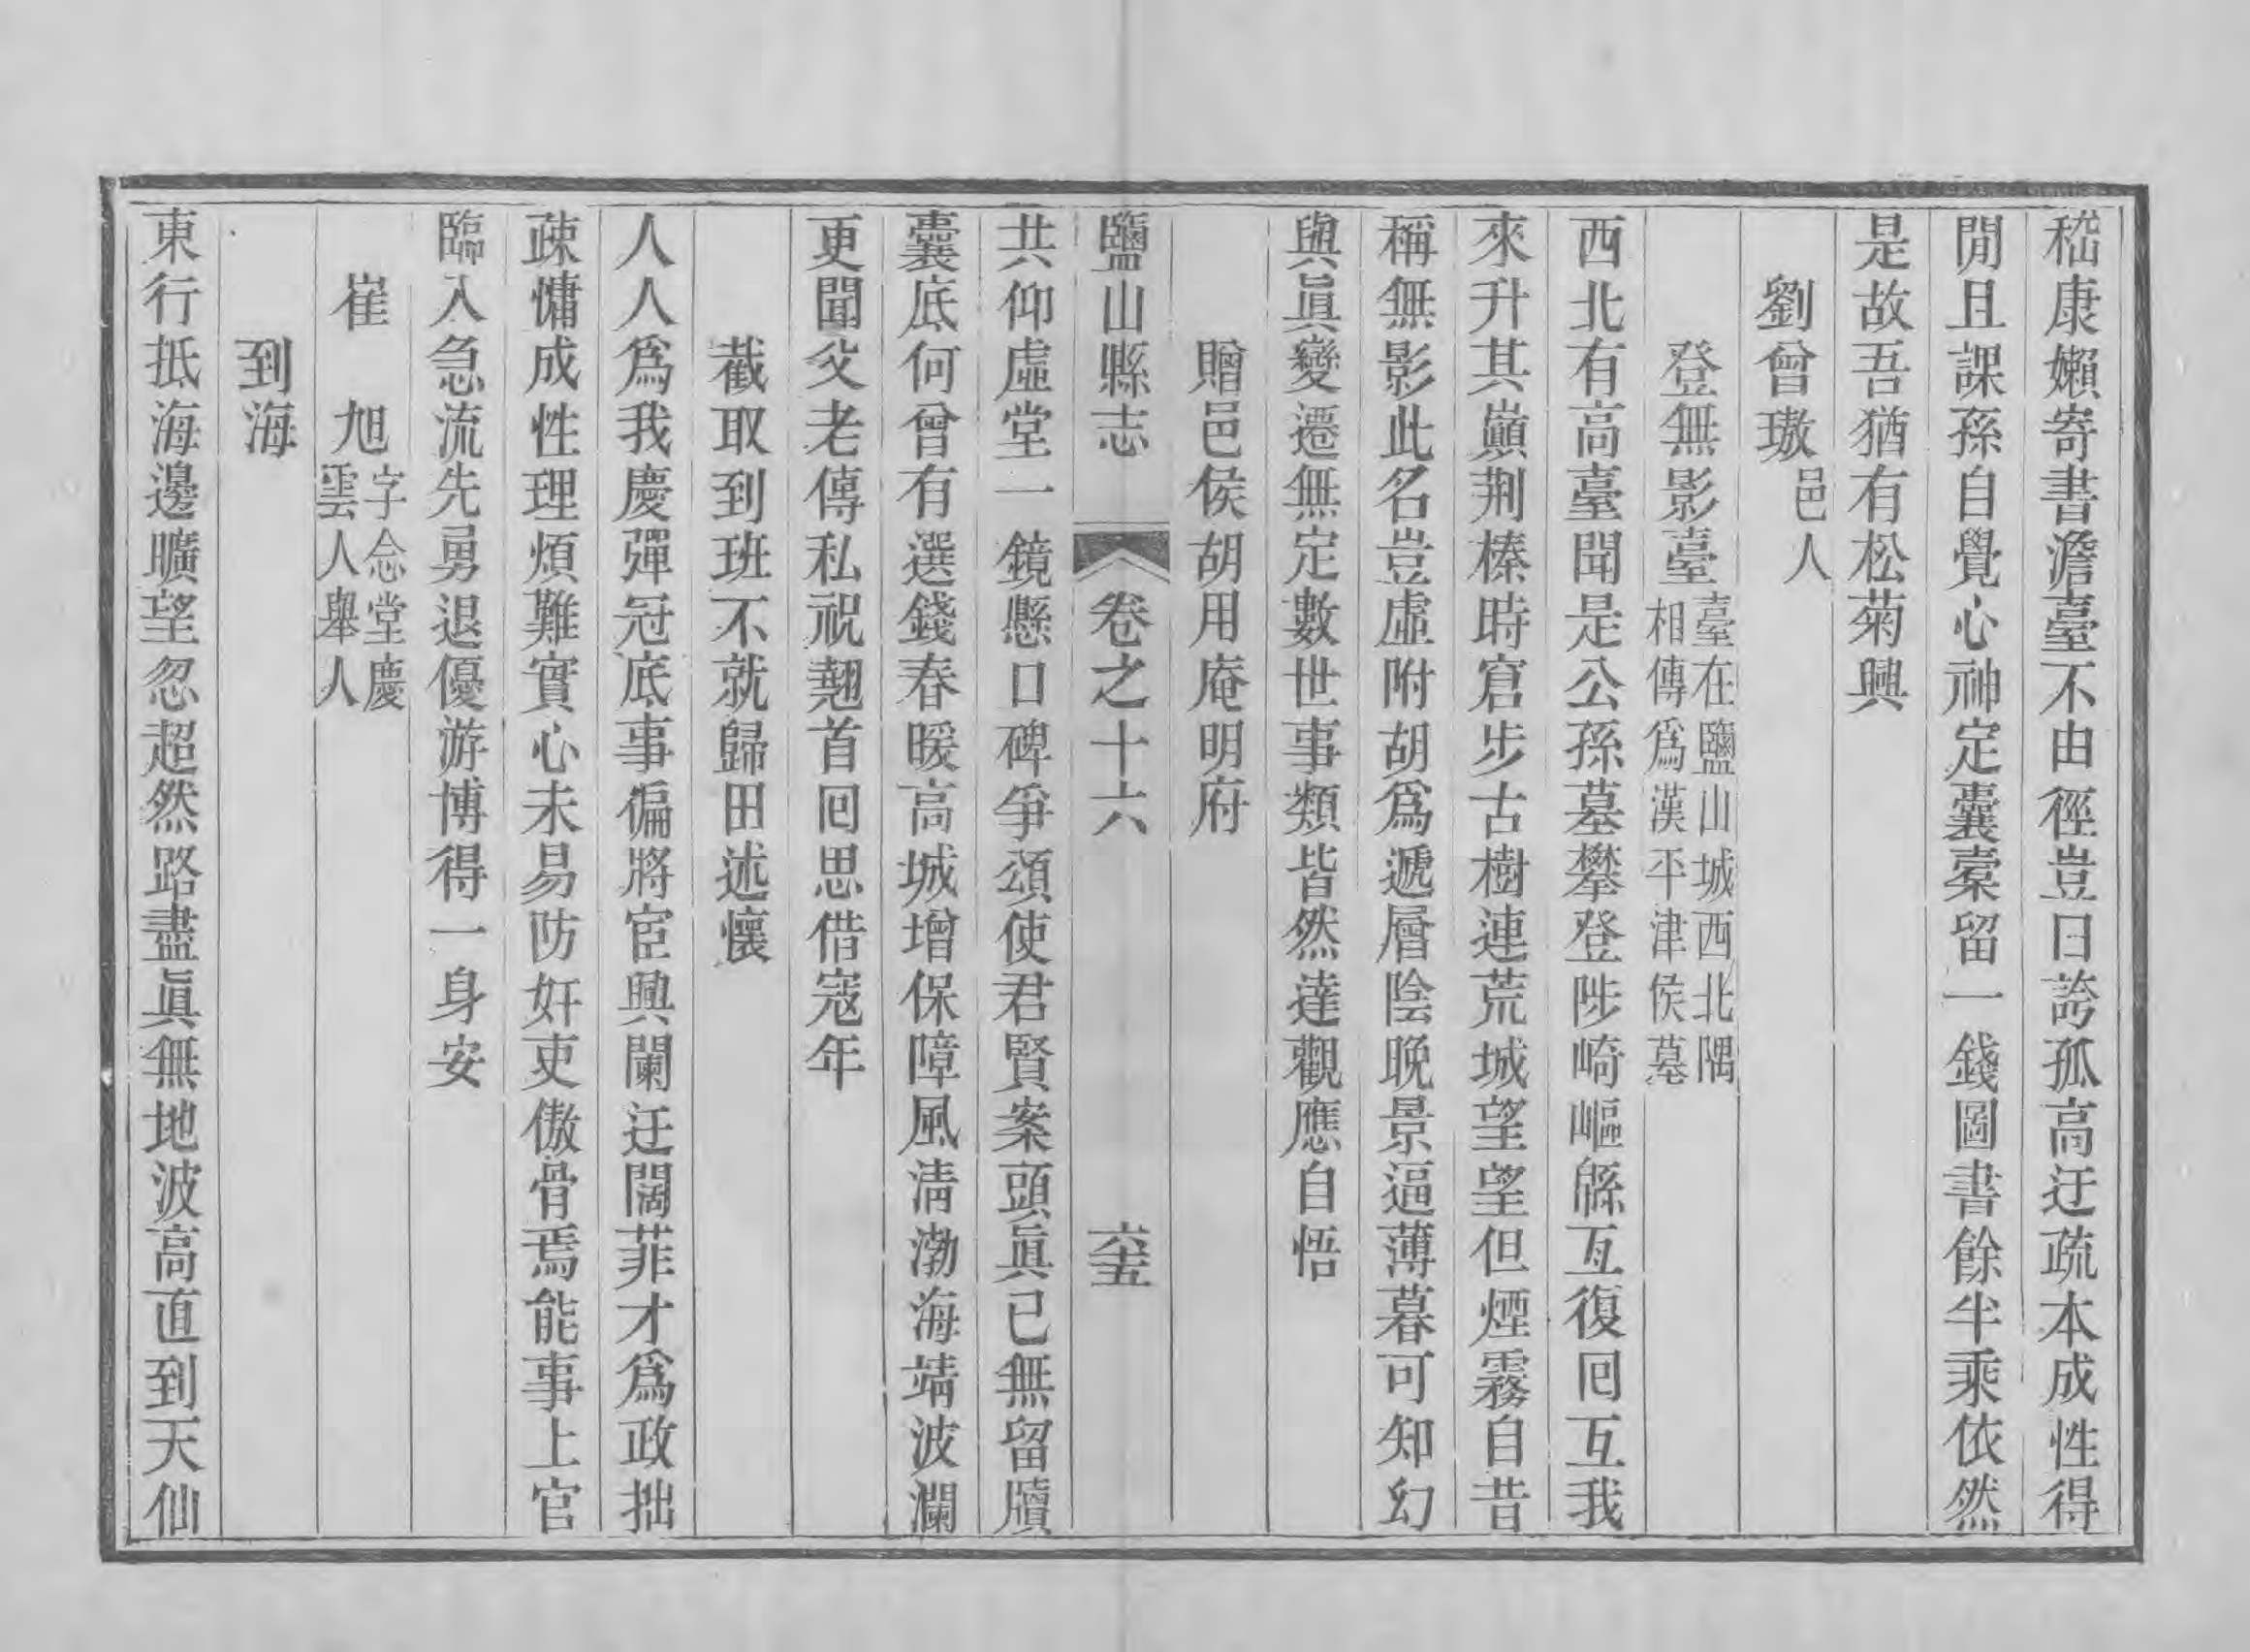 嵇康嬾寄書澹臺不由徑豈曰誇孤高迂疏本成性得
閒且課孫自覺心神定囊槖留一錢圖書餘半乘依然
是故吾猶有松菊興
劉曾璈邑人
登無影臺臺在鹽山城西北隅相傳爲漢平津侯墓
西北有高臺聞是公孫墓攀登陟崎嶇緜亙復囘互我
來升其巔荆榛時窘步古樹連荒城望望但煙霧自昔
稱無影此名豈虛附胡爲遞層陰晚景逼薄暮可知幻
與眞變遷無定數世事類皆然達觀應自悟
贈邑侯胡用庵明府
鹽山縣志 卷之十六 六十五
共仰虛堂一鏡懸口碑爭頌使君賢案頭眞已無留牘
囊底何曾有選錢春暖高城增保障風淸渤海靖波瀾
更聞父老傳私祝翹首囘思借寇年
截取到班不就歸田述懷
人人爲我慶彈冠底事偏將宦興闌迂闊菲才爲政拙
疎慵成性理煩難實心未易防奸吏傲骨焉能事上官
臨入急流先勇退優游博得一身安
崔旭字念堂慶雲人舉人
到海
東行抵海邊曠望忽超然路盡眞無地波高直到天仙